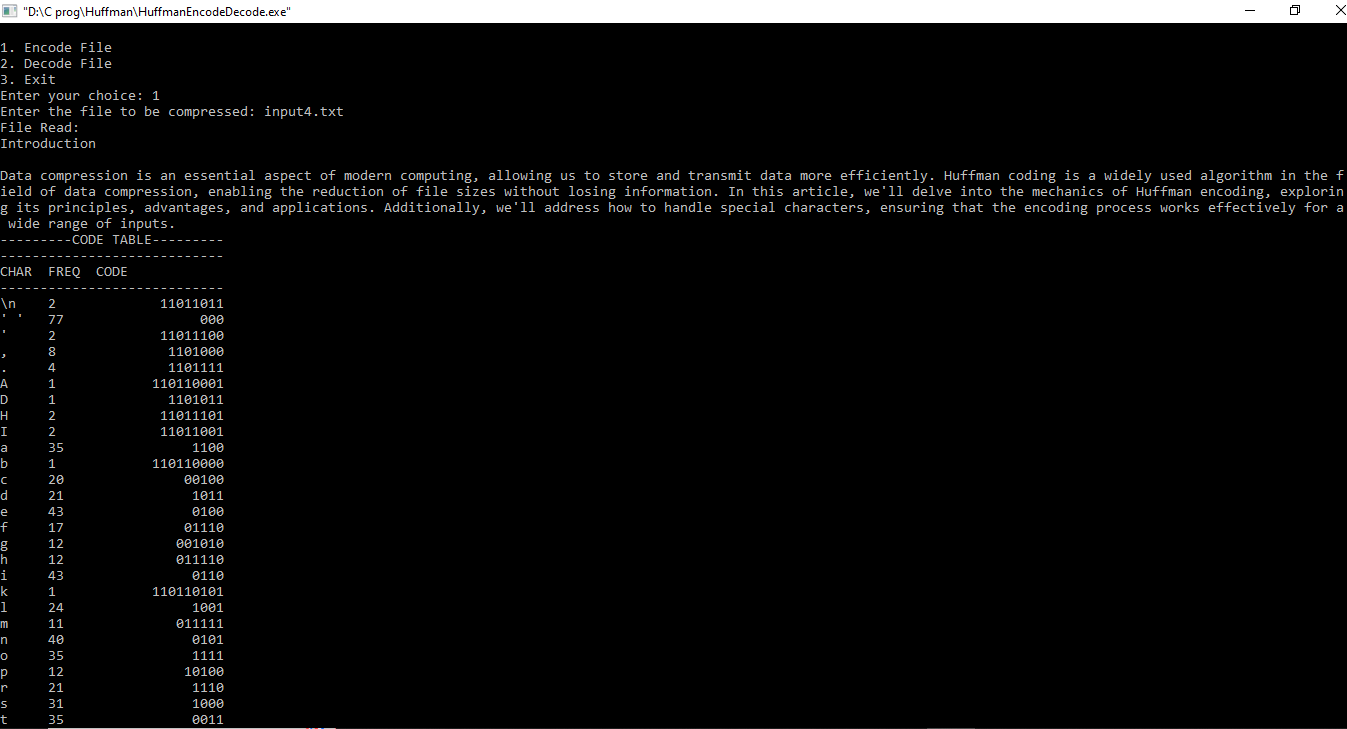 "D:\C prog\Huffman\HuffmanEncodeDecode.exe"
1. Encode File
2. Decode File
3. Exit
Enter your choice: 1
Enter the file to be compressed: input4.txt
File Read:
Introduction
Data compression is an essential aspect of modern computing, allowing us to store and transmit data more efficiently. Huffman coding is a widely used algorithm in the f
ield of data compression, enabling the reduction of file sizes without losing information. In this article, we'll delve into the mechanics of Huffman encoding, explorin
g its principles, advantages, and applications. Additionally, we'll address how to handle special characters, ensuring that the encoding process works effectively for a
 wide range of inputs.
---------CODE TABLE---------
----------------------------
CHAR  FREQ  CODE
----------------------------
\n    2             11011011
' '   77                 000
'     2             11011100
,     8              1101000
.     4              1101111
A     1            110110001
D     1              1101011
H     2             11011101
I     2             11011001
a     35                1100
b     1            110110000
c     20               00100
d     21                1011
e     43                0100
f     17               01110
g     12              001010
h     12              011110
i     43                0110
k     1            110110101
l     24                1001
m     11              011111
n     40                0101
o     35                1111
p     12               10100
r     21                1110
s     31                1000
t     35                0011